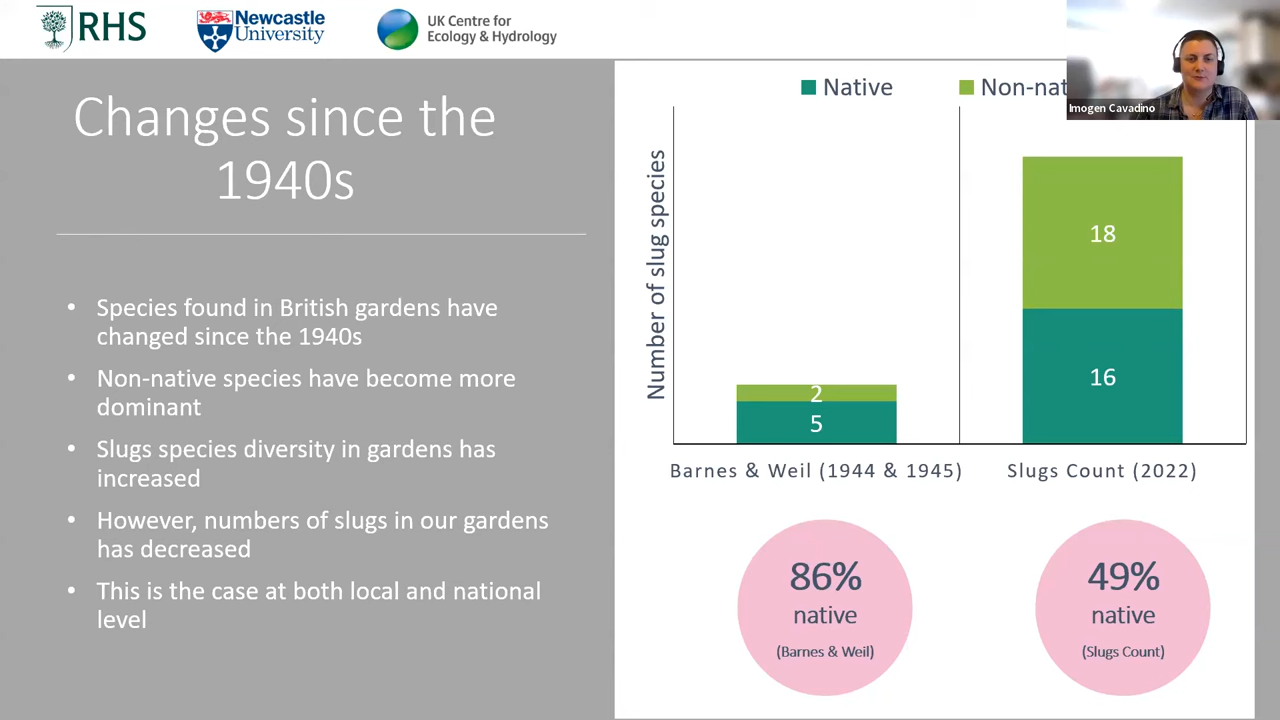 RHS
Newcastle
University
UK Centre for
Ecology & Hydrology
Imogen Cavadino
Changes since the
1940s
• Species found in British gardens have
changed since the 1940s
• Non-native species have become more
dominant
• Slugs species diversity in gardens has
increased
• However, numbers of slugs in our gardens
has decreased
• This is the case at both local and national
level
Native
Non-nat
Number of slug species
2
5
18
16
Barnes & Weil (1944 & 1945)
Slugs Count (2022)
86%
native
(Barnes & Weil)
49%
native
(Slugs Count)